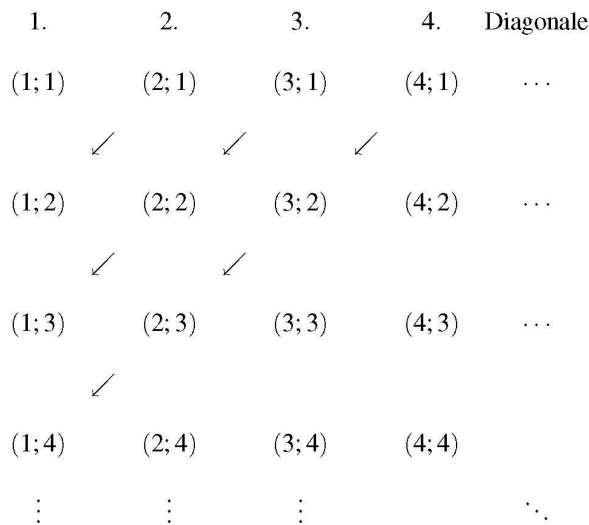 1. 2. 3. 4. Diagonale
(1; 1) (2; 1) (3; 1) (4; 1) ⋯
↙ ↙ ↙
(1; 2) (2; 2) (3; 2) (4; 2) ⋯
↙ ↙
(1; 3) (2; 3) (3; 3) (4; 3) ⋯
↙
(1; 4) (2; 4) (3; 4) (4; 4)
⋮ ⋮ ⋮ ⋱